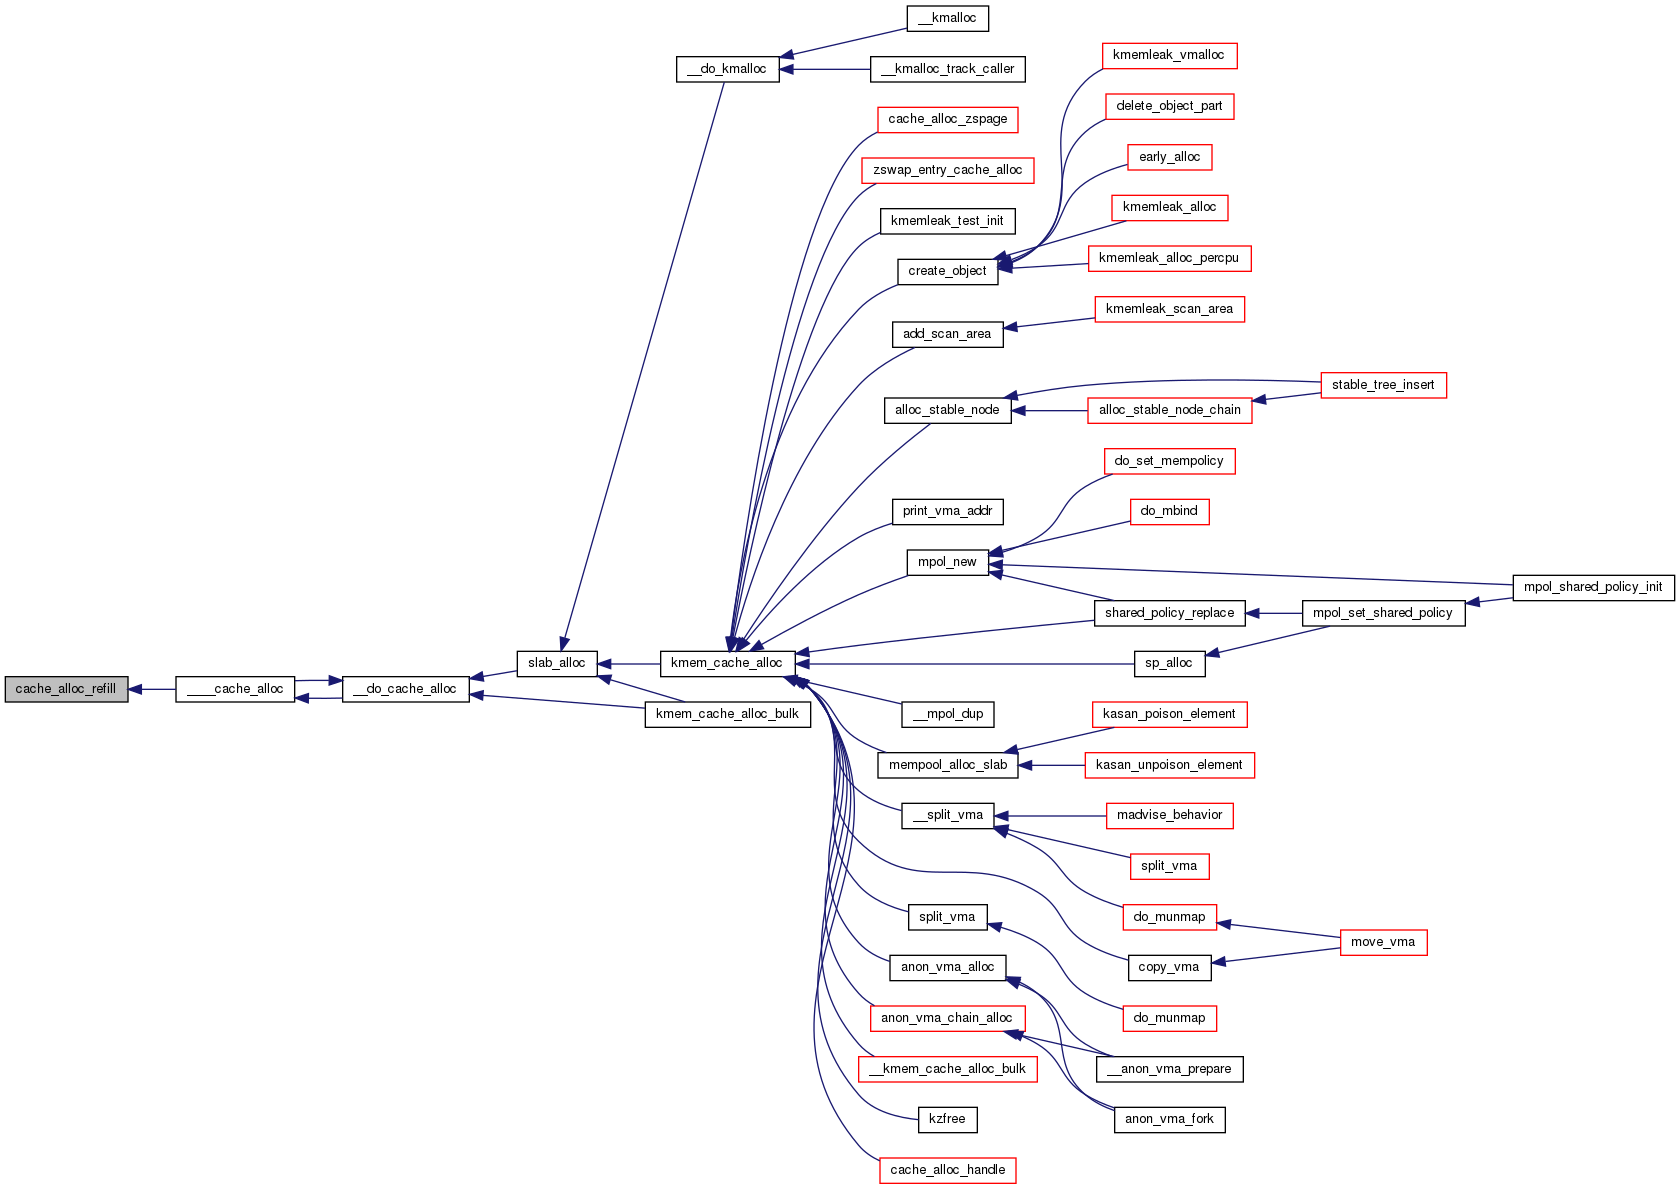 __kmalloc
__do_kmalloc
__kmalloc_track_caller
kmemleak_vmalloc
cache_alloc_zspage
delete_object_part
zswap_entry_cache_alloc
early_alloc
kmemleak_test_init
kmemleak_alloc
create_object
kmemleak_alloc_percpu
add_scan_area
kmemleak_scan_area
alloc_stable_node
alloc_stable_node_chain
stable_tree_insert
do_set_mempolicy
print_vma_addr
do_mbind
mpol_new
mpol_shared_policy_init
shared_policy_replace
mpol_set_shared_policy
slab_alloc
kmem_cache_alloc
sp_alloc
cache_alloc_refill
____cache_alloc
__do_cache_alloc
kmem_cache_alloc_bulk
__mpol_dup
kasan_poison_element
mempool_alloc_slab
kasan_unpoison_element
__split_vma
madvise_behavior
split_vma
split_vma
do_munmap
move_vma
anon_vma_alloc
copy_vma
anon_vma_chain_alloc
do_munmap
__kmem_cache_alloc_bulk
__anon_vma_prepare
kzfree
anon_vma_fork
cache_alloc_handle